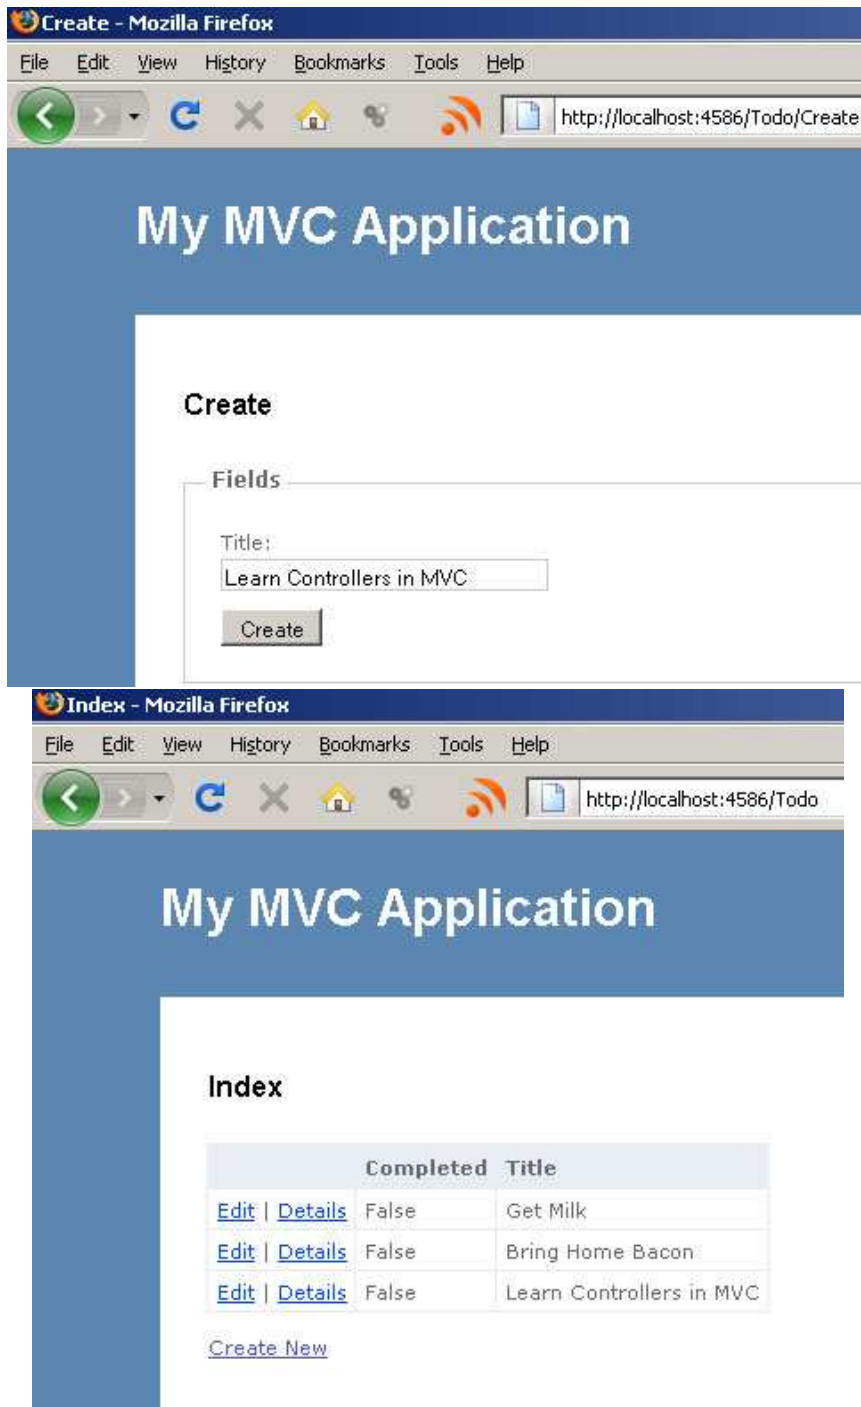 Create - Mozilla Firefox
File Edit View History Bookmarks Tools Help
http://localhost:4586/Todo/Create
My MVC Application
Create
Fields
Title:
Learn Controllers in MVC
Create
Index - Mozilla Firefox
File Edit View History Bookmarks Tools Help
http://localhost:4586/Todo
My MVC Application
Index
Completed Title
Edit | Details False Get Milk
Edit | Details False Bring Home Bacon
Edit | Details False Learn Controllers in MVC
Create New